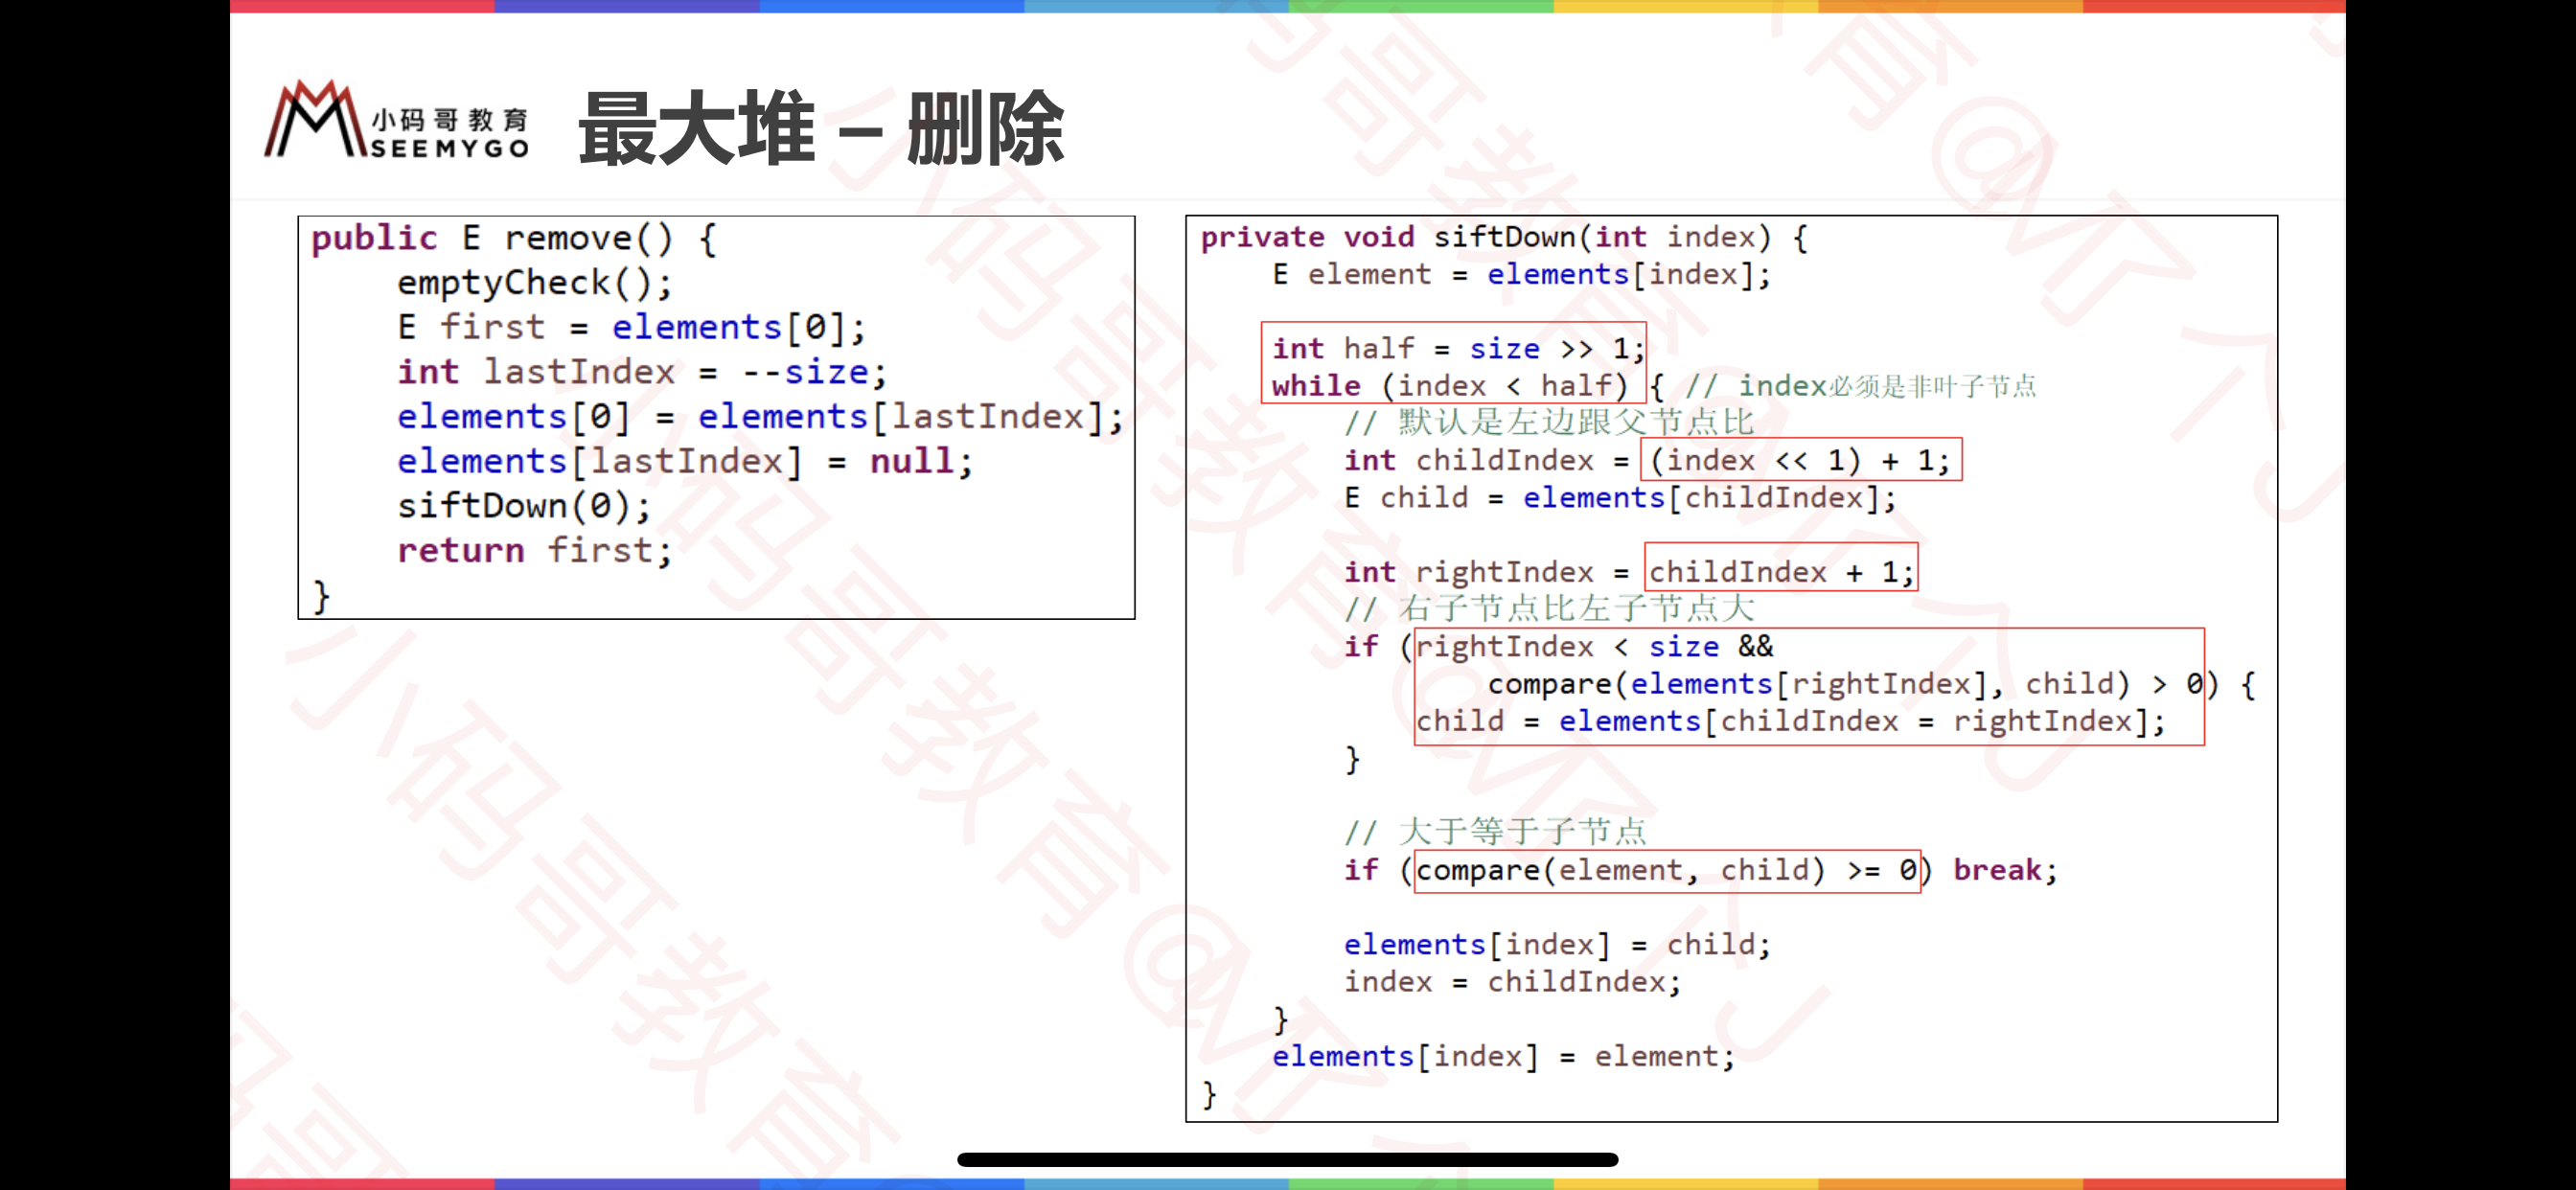 小码哥教育
SEEMYGO
最大堆 – 删除
public E remove() {
    emptyCheck();
    E first = elements[0];
    int lastIndex = --size;
    elements[0] = elements[lastIndex];
    elements[lastIndex] = null;
    siftDown(0);
    return first;
}
private void siftDown(int index) {
    E element = elements[index];
    int half = size >> 1;
    while (index < half) { // index必须是非叶子节点
        // 默认是左边跟父节点比
        int childIndex = (index << 1) + 1;
        E child = elements[childIndex];
        int rightIndex = childIndex + 1;
        // 右子节点比左子节点大
        if (rightIndex < size &&
                compare(elements[rightIndex], child) > 0) {
            child = elements[childIndex = rightIndex];
        }
        // 大于等于子节点
        if (compare(element, child) >= 0) break;
        elements[index] = child;
        index = childIndex;
    }
    elements[index] = element;
}